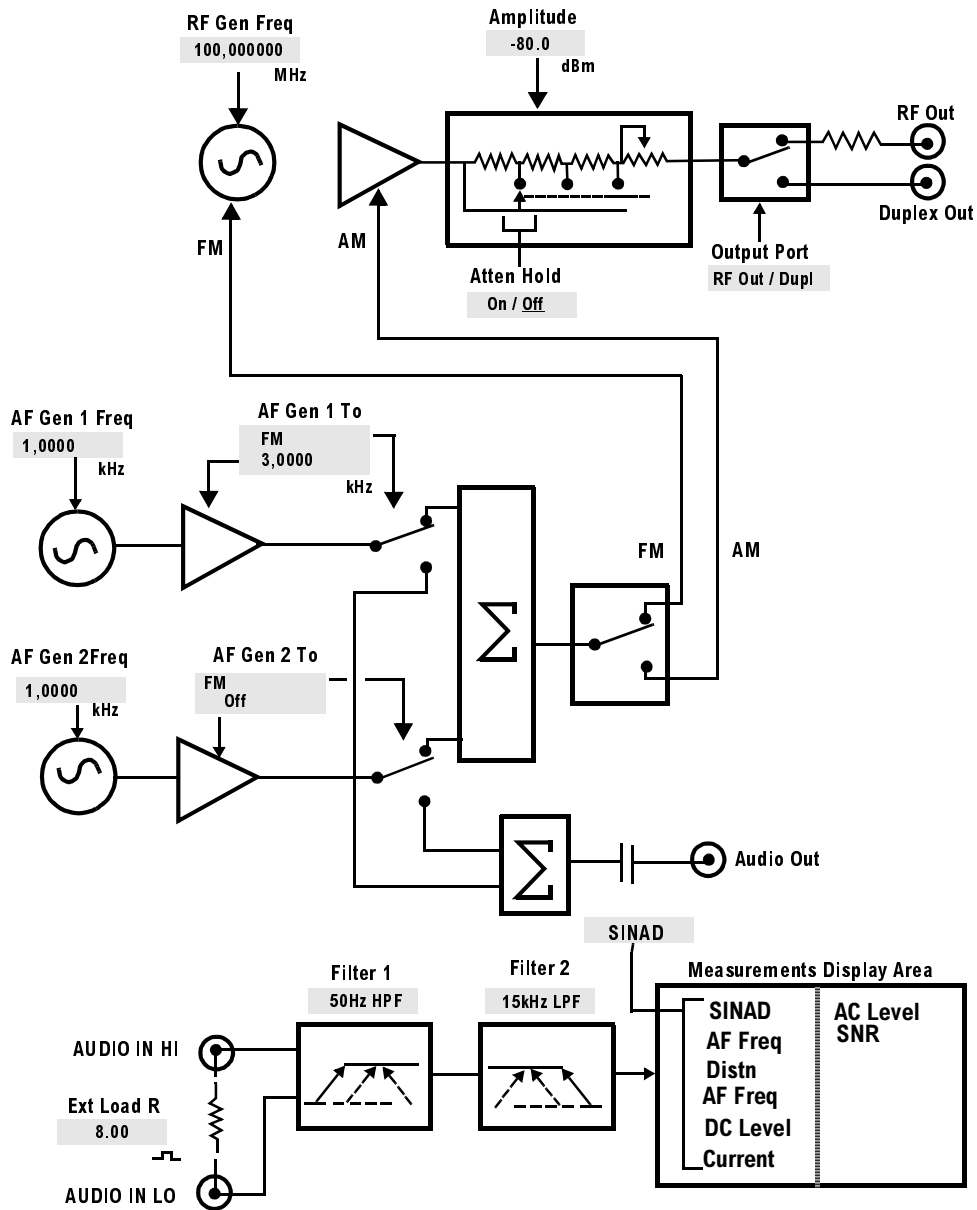 RF Gen Freq
100,000000
MHz
Amplitude
-80.0
dBm
RF Out
Duplex Out
FM
AM
Atten Hold
On / Off
Output Port
RF Out / Dupl
AF Gen 1 Freq
1,0000
kHz
AF Gen 1 To
FM
3,0000
kHz
FM
AM
Σ
AF Gen 2Freq
1,0000
kHz
AF Gen 2 To
FM
Off
Σ
Audio Out
SINAD
Filter 1
50Hz HPF
Filter 2
15kHz LPF
Measurements Display Area
SINAD
AF Freq
Distn
AF Freq
DC Level
Current
AC Level
SNR
AUDIO IN HI
Ext Load R
8.00
AUDIO IN LO